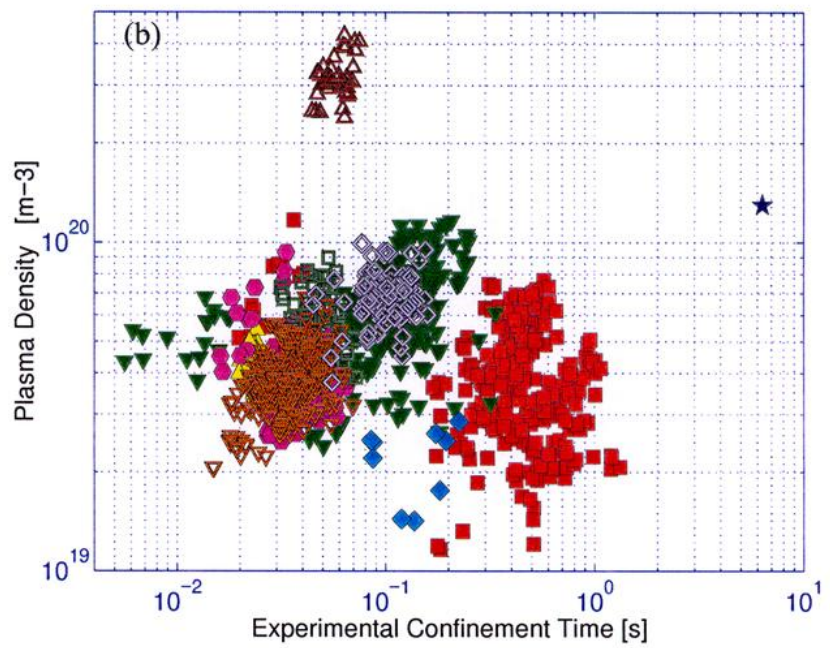 (b)
Plasma Density [m−3]
10^20
10^19
10^-2
10^-1
10^0
10^1
Experimental Confinement Time [s]